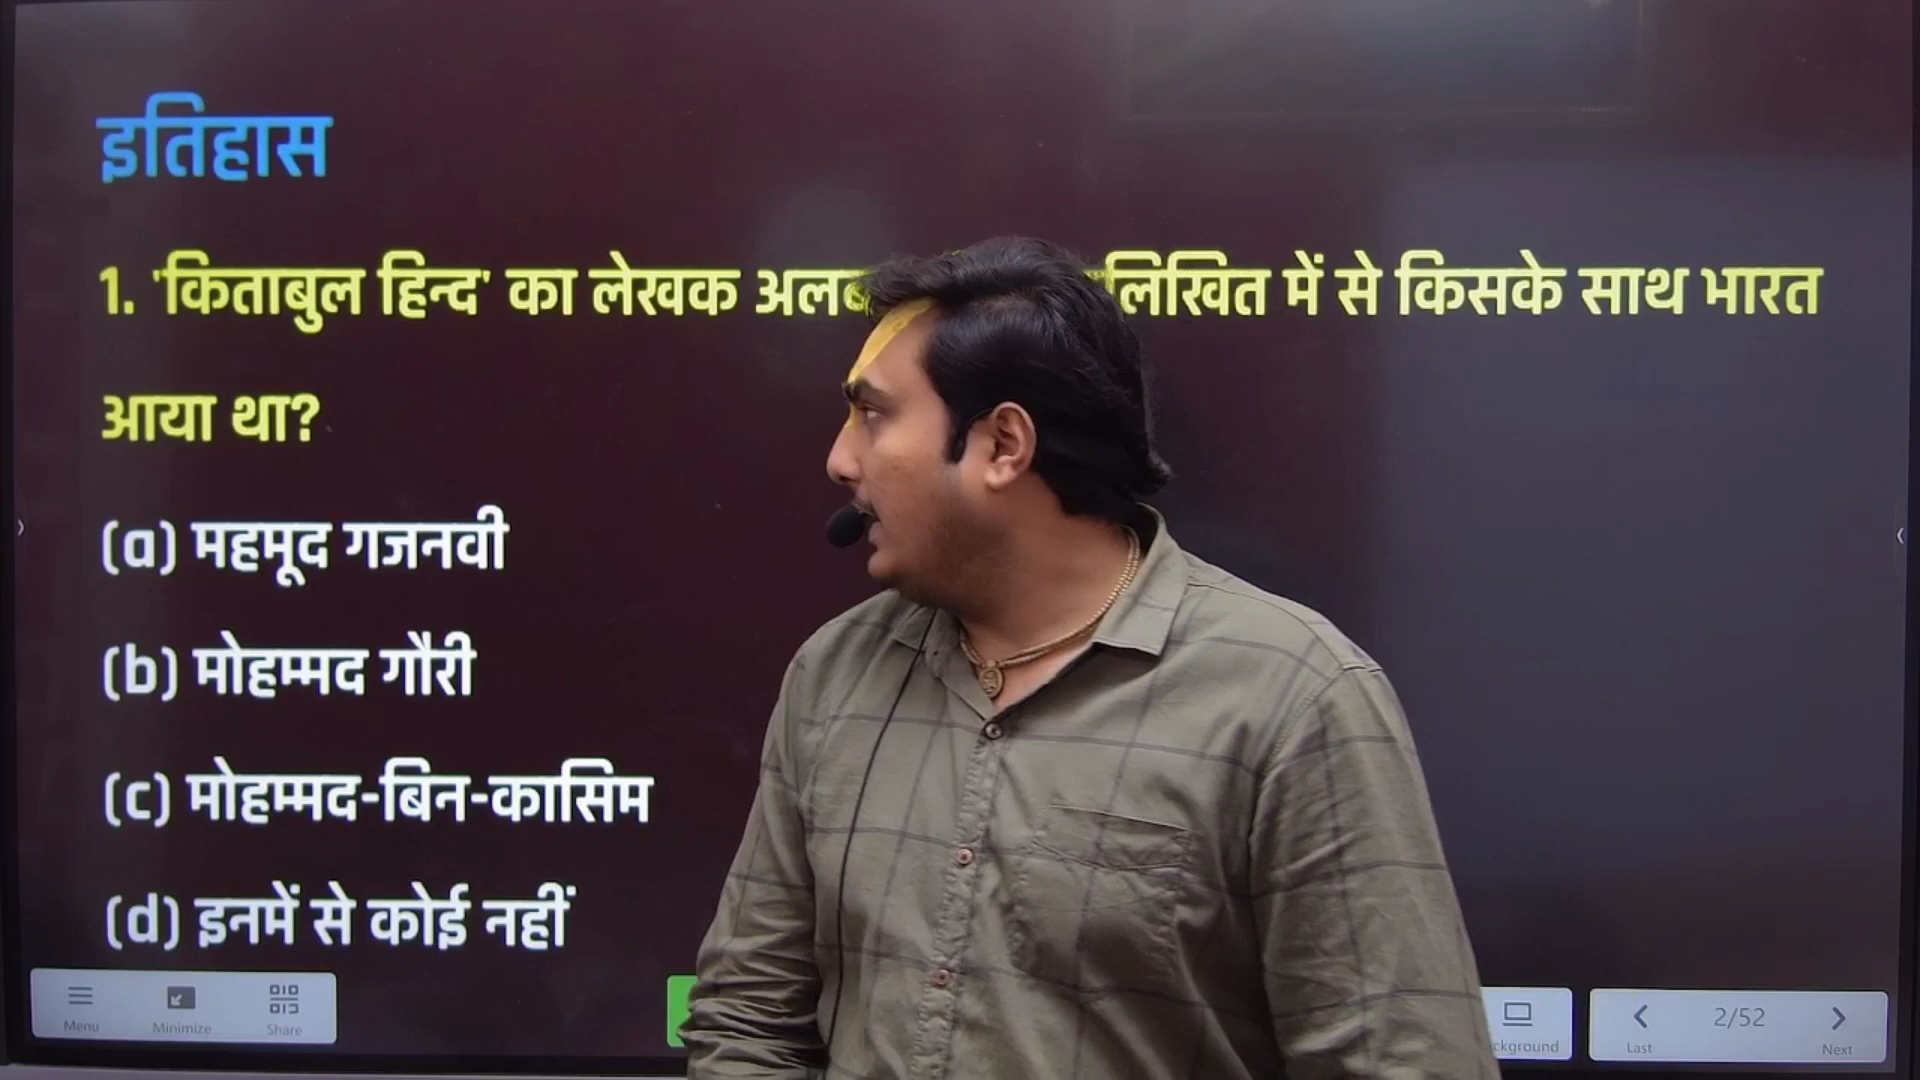 इतिहास
1. 'किताबुल हिन्द' का लेखक में से किसके साथ भारत
आया था?
(a) महमूद गजनवी
(b) मोहम्मद गौरी
(c) मोहम्मद-बिन-कासिम
(d) इनमें से कोई नहीं
Menu Minimize Share 2/52 Last Next